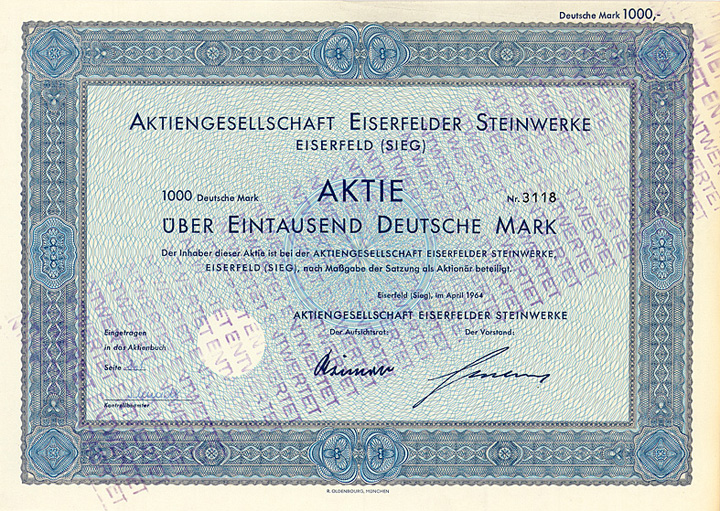 Deutsche Mark 1000,-
AKTIENGESELLSCHAFT EISERFELDER STEINWERKE
EISERFELD (SIEG)
1000 Deutsche Mark AKTIE Nr. 3118
ÜBER EINTAUSEND DEUTSCHE MARK
Der Inhaber dieser Aktie ist bei der AKTIENGESELLSCHAFT EISERFELDER STEINWERKE,
EISERFELD (SIEG), nach Maßgabe der Satzung als Aktionär beteiligt.
Eiserfeld (Sieg), im April 1964
AKTIENGESELLSCHAFT EISERFELDER STEINWERKE
Der Aufsichtsrat: Der Vorstand:
Eingetragen
in das Aktienbuch
Seite
Kontrollbeamter
R. OLDENBOURG, MÜNCHEN
ENTWERTET